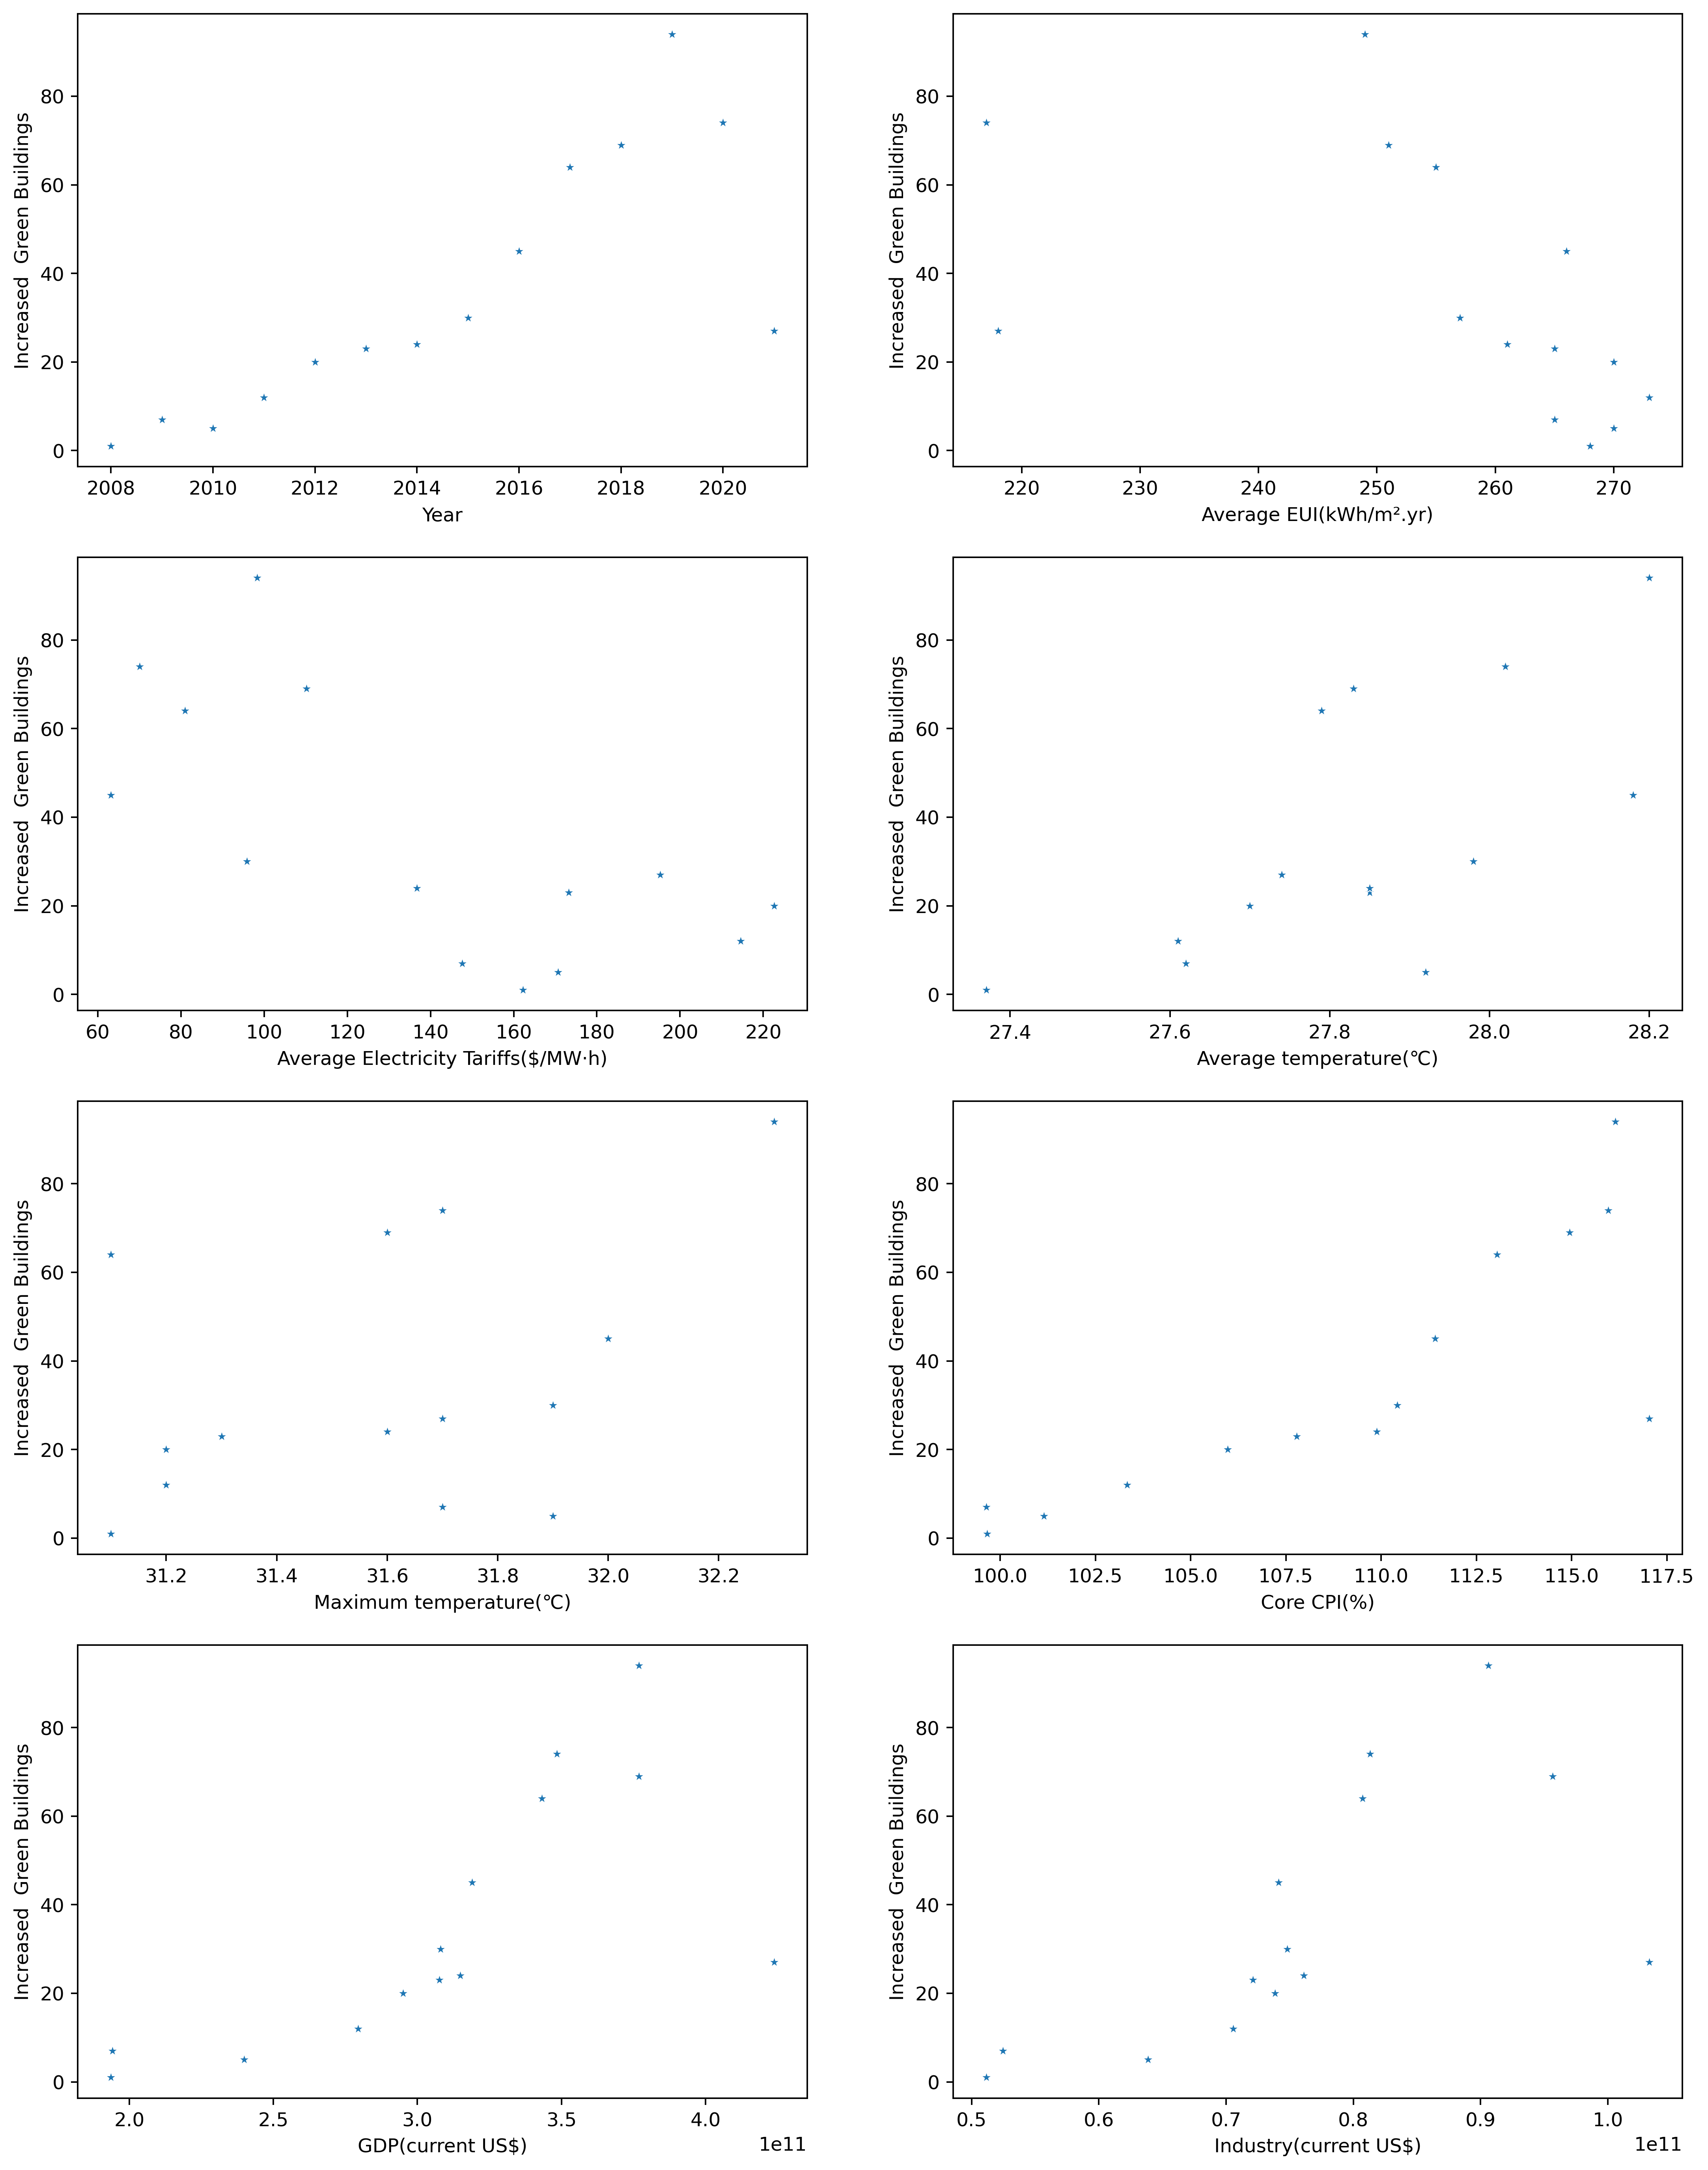 80
60
40
20
0
Increased  Green Buildings
2008 2010 2012 2014 2016 2018 2020
Year
80
60
40
20
0
Increased  Green Buildings
220 230 240 250 260 270
Average EUI(kWh/m².yr)
80
60
40
20
0
Increased  Green Buildings
60 80 100 120 140 160 180 200 220
Average Electricity Tariffs($/MW·h)
80
60
40
20
0
Increased  Green Buildings
27.4 27.6 27.8 28.0 28.2
Average temperature(℃)
80
60
40
20
0
Increased  Green Buildings
31.2 31.4 31.6 31.8 32.0 32.2
Maximum temperature(℃)
80
60
40
20
0
Increased  Green Buildings
100.0 102.5 105.0 107.5 110.0 112.5 115.0 117.5
Core CPI(%)
80
60
40
20
0
Increased  Green Buildings
2.0 2.5 3.0 3.5 4.0
1e11
GDP(current US$)
80
60
40
20
0
Increased  Green Buildings
0.5 0.6 0.7 0.8 0.9 1.0
1e11
Industry(current US$)